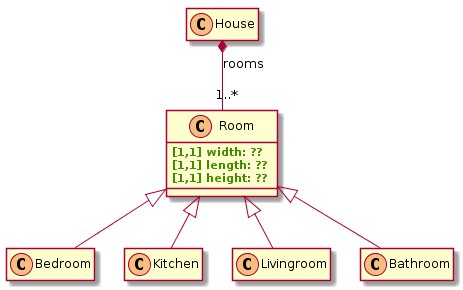 C House
rooms
1..*
C Room
[1,1] width: ??
[1,1] length: ??
[1,1] height: ??
C Bedroom
C Kitchen
C Livingroom
C Bathroom